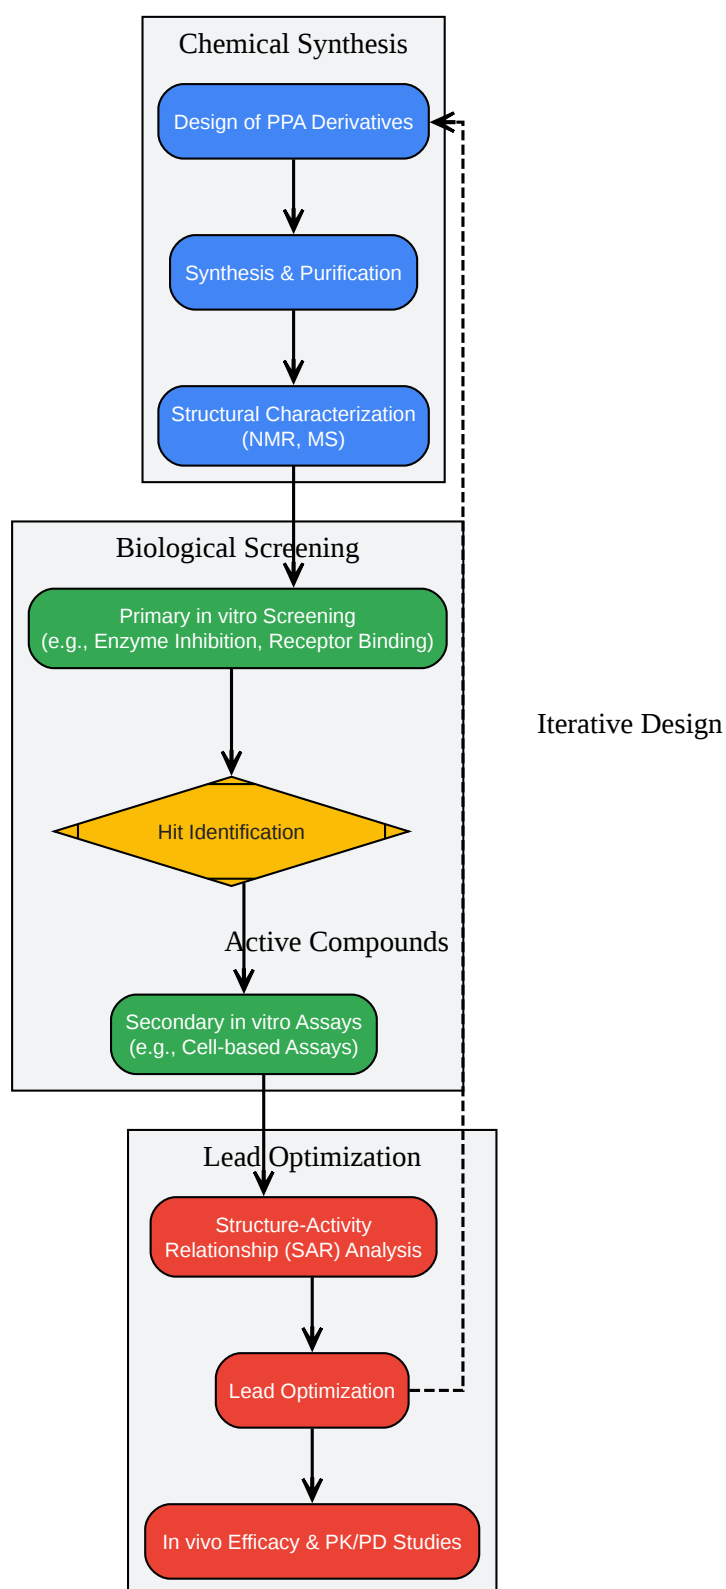 Chemical Synthesis
Design of PPA Derivatives
Synthesis & Purification
Structural Characterization
(NMR, MS)
Biological Screening
Primary in vitro Screening
(e.g., Enzyme Inhibition, Receptor Binding)
Iterative Design
Hit Identification
Active Compounds
Secondary in vitro Assays
(e.g., Cell-based Assays)
Lead Optimization
Structure-Activity
Relationship (SAR) Analysis
Lead Optimization
In vivo Efficacy & PK/PD Studies